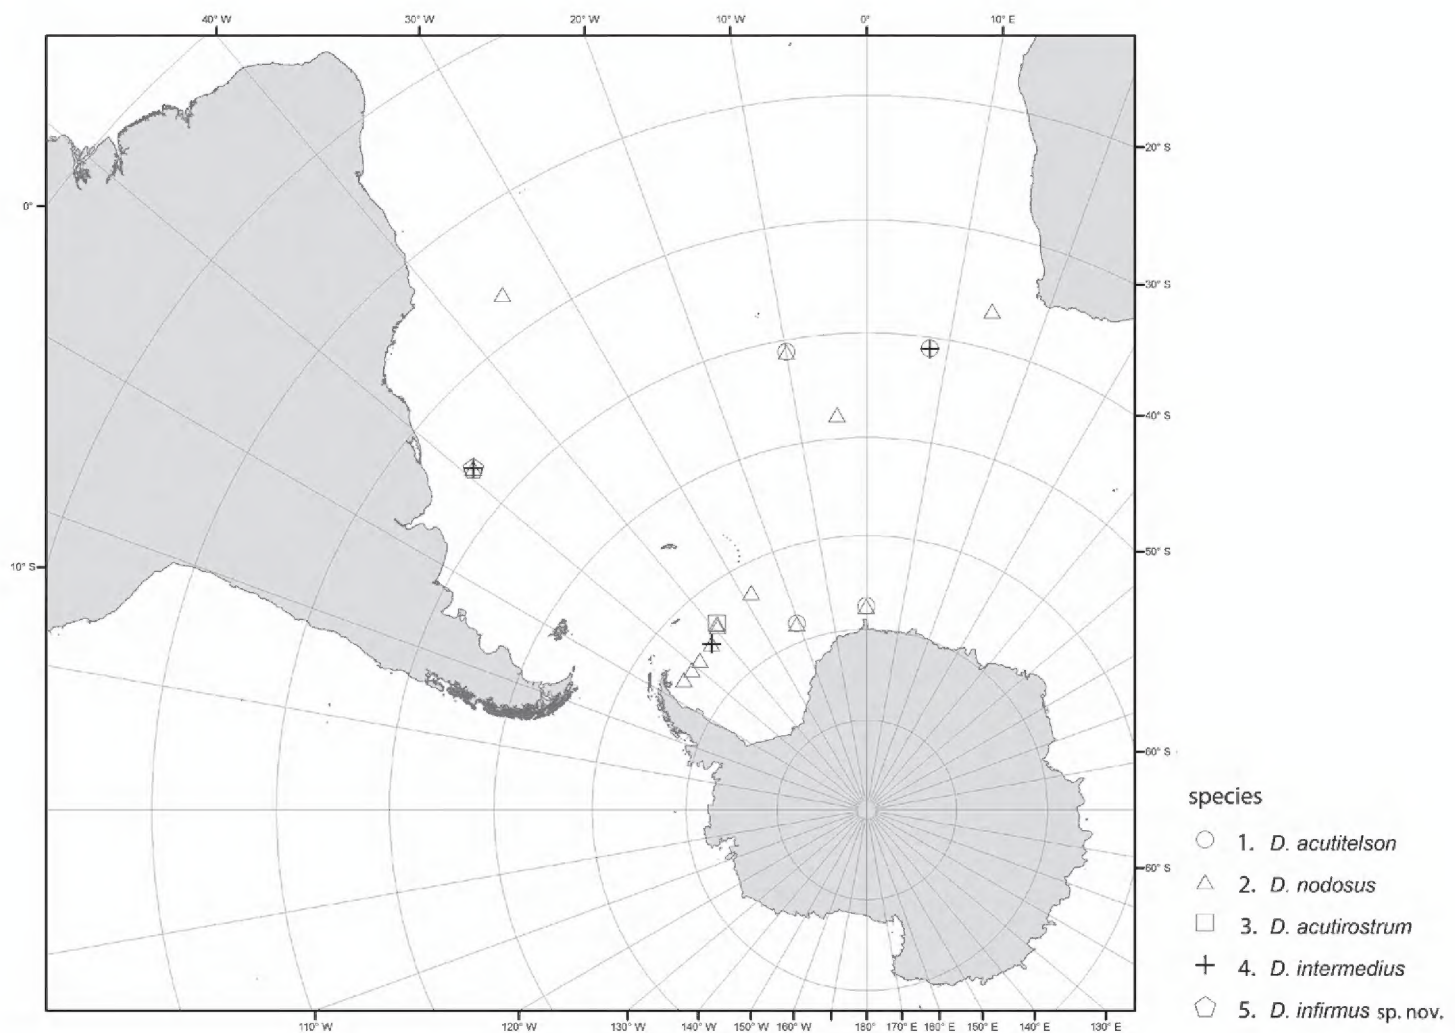 40° W 30° W 20° W 10° W 0° 10° E
20° S
0°
30° S
40° S
50° S
10° S
60° S
species
1. D. acutitelson
60° S
2. D. nodosus
3. D. acutirostrum
4. D. intermedius
5. D. infirmus sp. nov.
110° W 120° W 130° W 140° W 150° W 160° W 180° 170° E 160° E 150° E 140° E 130° E